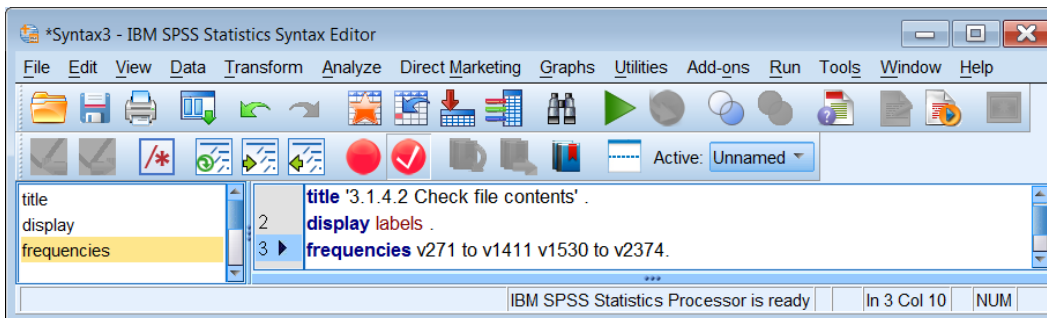 *Syntax3 - IBM SPSS Statistics Syntax Editor
File Edit View Data Transform Analyze Direct Marketing Graphs Utilities Add-ons Run Tools Window Help
/*
Active: Unnamed
title
display
frequencies
title '3.1.4.2 Check file contents' .
2 display labels .
3 frequencies v271 to v1411 v1530 to v2374.
IBM SPSS Statistics Processor is ready In 3 Col 10 NUM